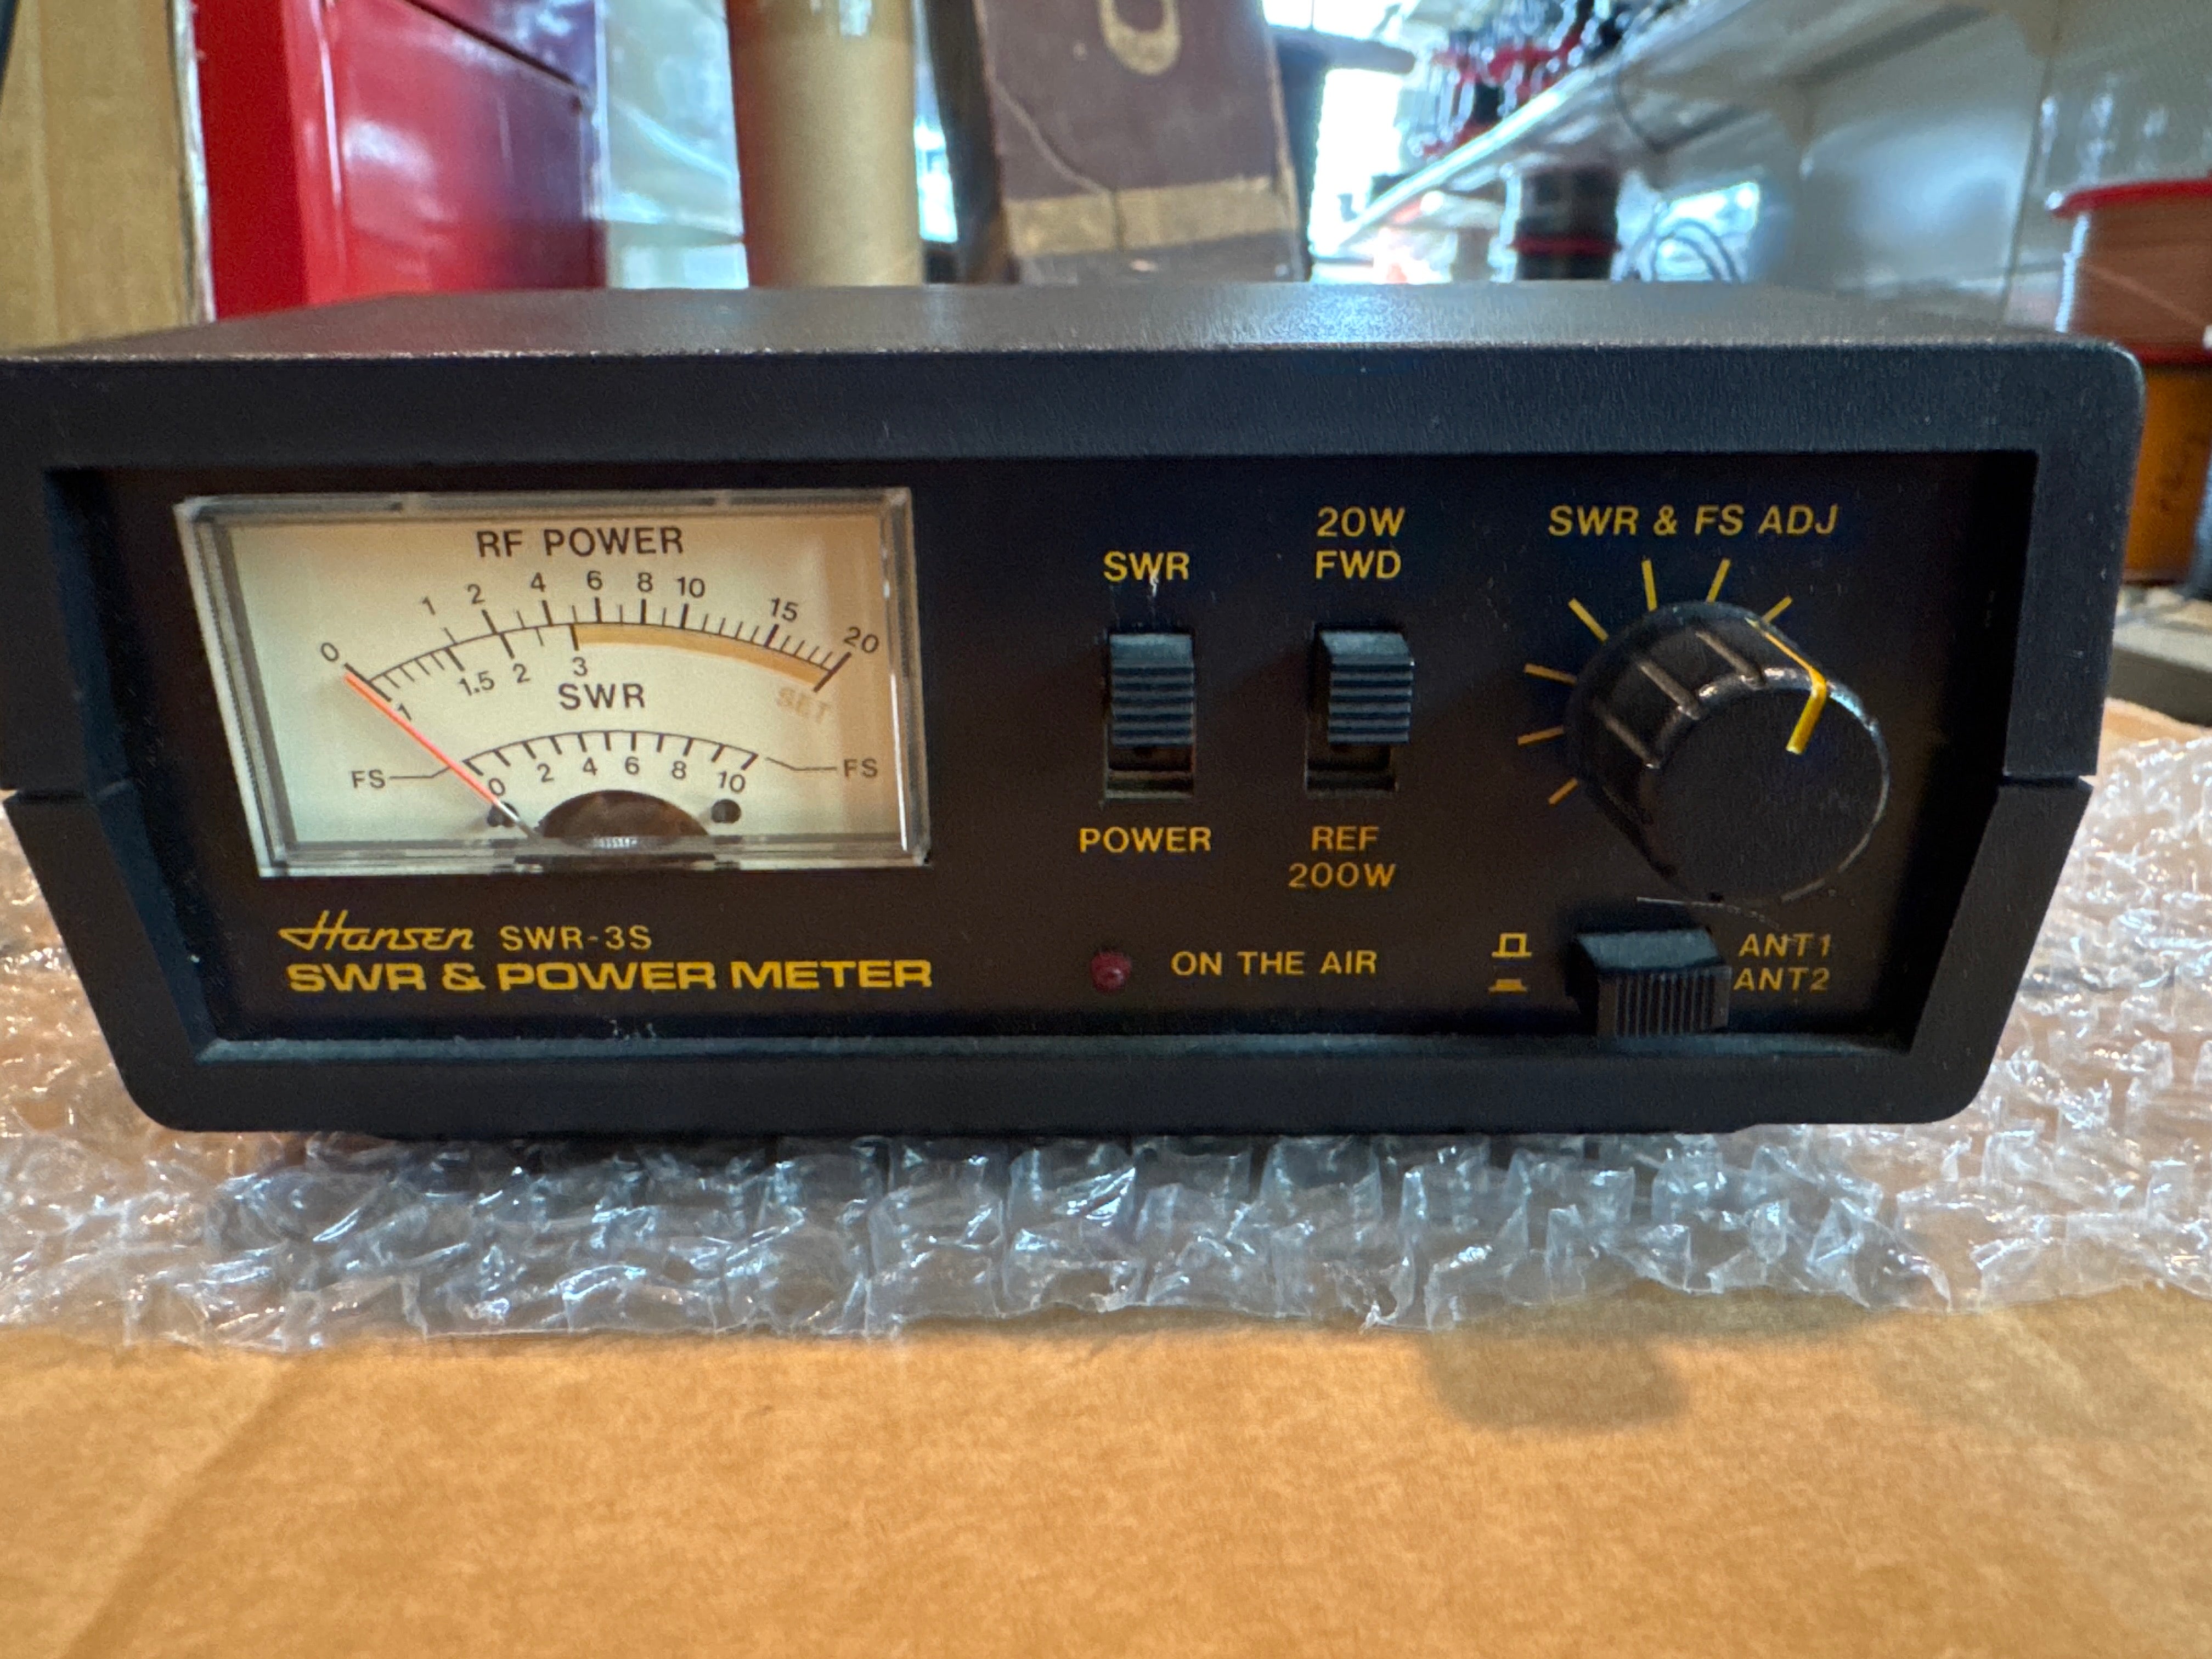 RF POWER
0 1 2 4 6 8 10 15 20
1 1.5 2 3
SWR
SET
FS 0 2 4 6 8 10 FS
Hansen SWR-3S
SWR & POWER METER
SWR
POWER
20W
FWD
REF
200W
SWR & FS ADJ
ON THE AIR
ANT1
ANT2